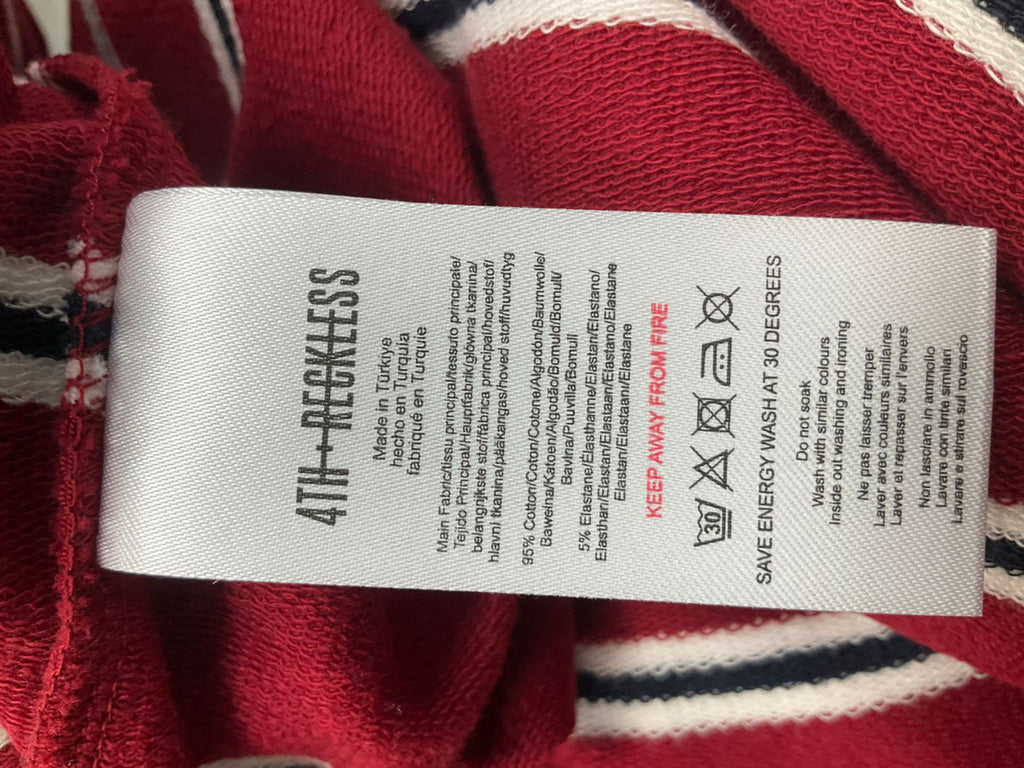 4TH+RECKLESS
Made in Türkiye
hecho en Turquía
fabriqué en Turquie
Main Fabric/tissu principal/tessuto principale/
Tejido Principal/Hauptfabrik/główna tkanina/
belangrijkste stof/fábrica principal/hovedstof/
hlavní tkanina/pääkangas/hoved stoff/huvudtyg
95% Cotton/Coton/Cotone/Algodón/Baumwolle/
Bawełna/Katoen/Algodão/Bomuld/Bomull/
Bavlna/Puuvilla/Bomull
5% Elastane/Elasthanne/Elastan/Elastano/
Elasthan/Elastan/Elastaan/Elastano/Elastane
Elastan/Elastaani/Elastane
KEEP AWAY FROM FIRE
30
SAVE ENERGY WASH AT 30 DEGREES
Do not soak
Wash with similar colours
Inside out washing and ironing
Ne pas laisser tremper
Laver avec couleurs similaires
Laver et repasser sur l'envers
Non lasciare in ammollo
Lavare con tinte similari
Lavare e stirare sul rovescio